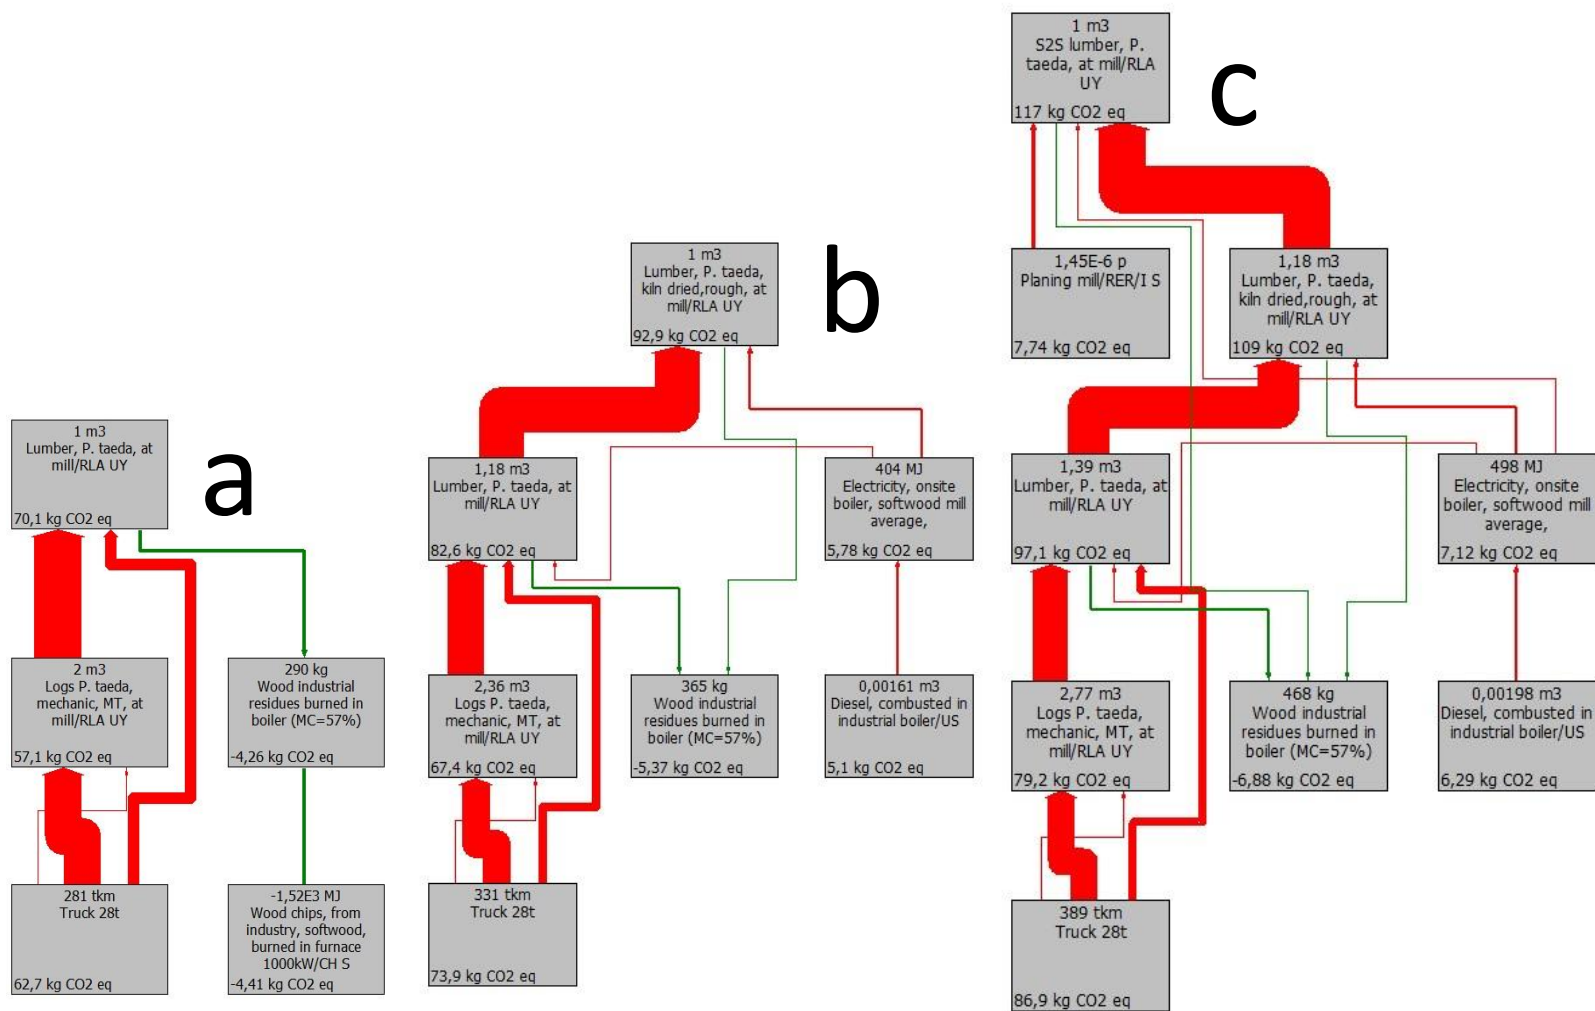 a
1 m3
Lumber, P. taeda, at
mill/RLA UY
70,1 kg CO2 eq
2 m3
Logs P. taeda,
mechanic, MT, at
mill/RLA UY
57,1 kg CO2 eq
290 kg
Wood industrial
residues burned in
boiler (MC=57%)
-4,26 kg CO2 eq
281 tkm
Truck 28t
62,7 kg CO2 eq
-1,52E3 MJ
Wood chips, from
industry, softwood,
burned in furnace
1000kW/CH S
-4,41 kg CO2 eq
b
1 m3
Lumber, P. taeda,
kiln dried,rough, at
mill/RLA UY
92,9 kg CO2 eq
1,18 m3
Lumber, P. taeda, at
mill/RLA UY
82,6 kg CO2 eq
404 MJ
Electricity, onsite
boiler, softwood mill
average,
5,78 kg CO2 eq
2,36 m3
Logs P. taeda,
mechanic, MT, at
mill/RLA UY
67,4 kg CO2 eq
365 kg
Wood industrial
residues burned in
boiler (MC=57%)
-5,37 kg CO2 eq
0,00161 m3
Diesel, combusted in
industrial boiler/US
5,1 kg CO2 eq
331 tkm
Truck 28t
73,9 kg CO2 eq
c
1 m3
S2S lumber, P.
taeda, at mill/RLA
UY
117 kg CO2 eq
1,45E-6 p
Planing mill/RER/I S
7,74 kg CO2 eq
1,18 m3
Lumber, P. taeda,
kiln dried,rough, at
mill/RLA UY
109 kg CO2 eq
1,39 m3
Lumber, P. taeda, at
mill/RLA UY
97,1 kg CO2 eq
498 MJ
Electricity, onsite
boiler, softwood mill
average,
7,12 kg CO2 eq
2,77 m3
Logs P. taeda,
mechanic, MT, at
mill/RLA UY
79,2 kg CO2 eq
468 kg
Wood industrial
residues burned in
boiler (MC=57%)
-6,88 kg CO2 eq
0,00198 m3
Diesel, combusted in
industrial boiler/US
6,29 kg CO2 eq
389 tkm
Truck 28t
86,9 kg CO2 eq